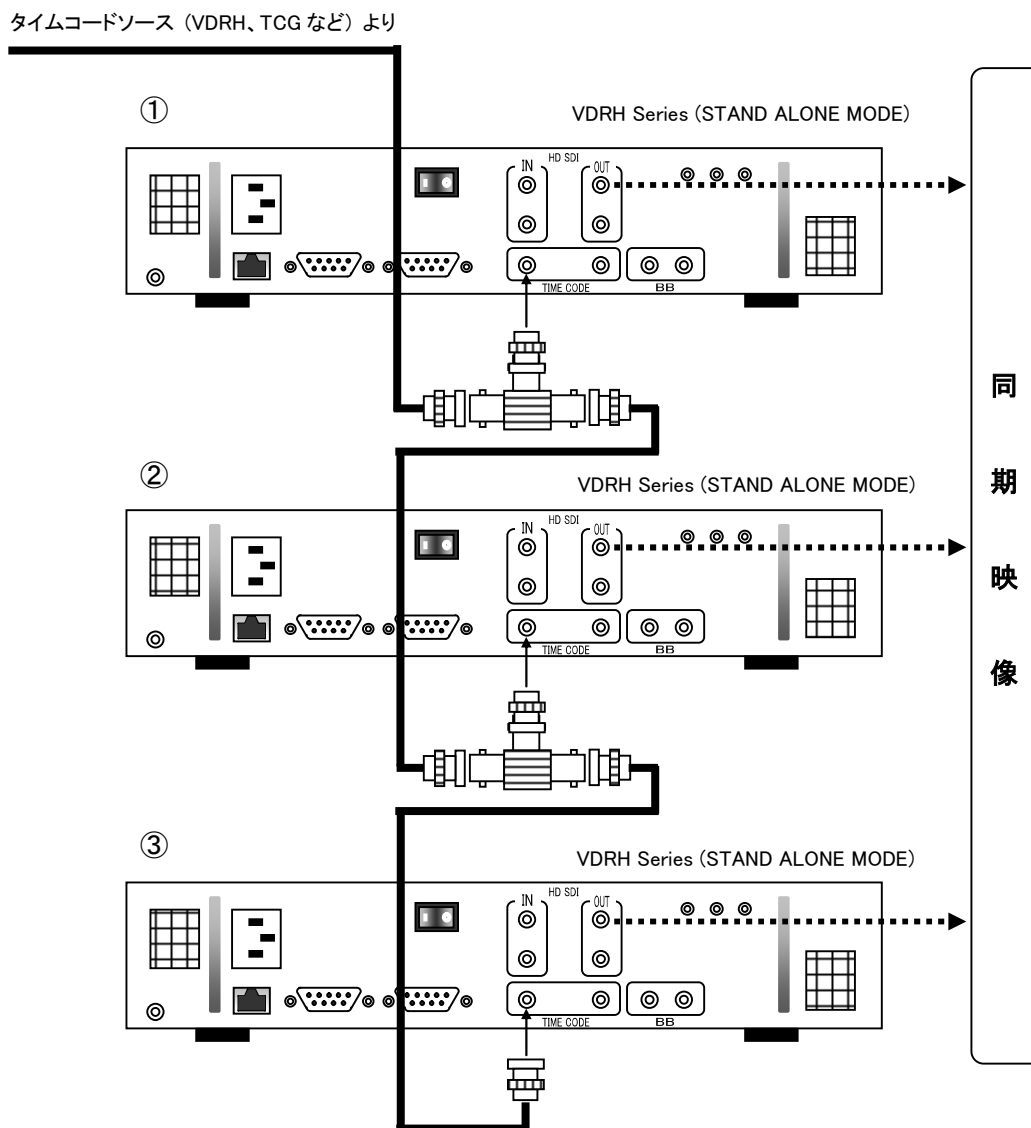 タイムコードソース（VDRH、TCG など）より
①
VDRH Series (STAND ALONE MODE)
HD SDI
IN
OUT
TIME CODE
BB
②
VDRH Series (STAND ALONE MODE)
HD SDI
IN
OUT
TIME CODE
BB
③
VDRH Series (STAND ALONE MODE)
HD SDI
IN
OUT
TIME CODE
BB
同期映像